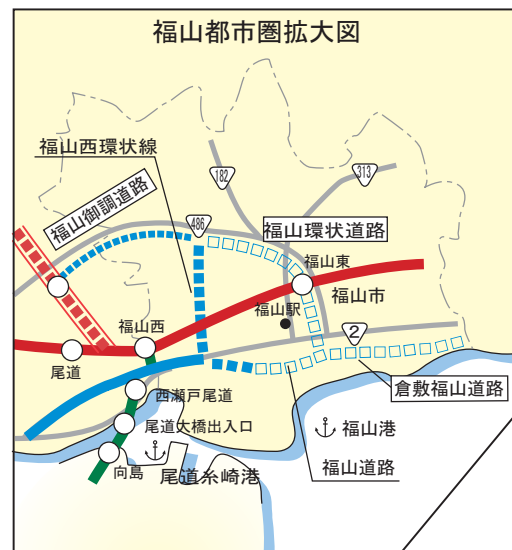 福山都市圏拡大図
福山西環状線
182
313
福山御調道路
486
福山環状道路
福山東
福山市
福山駅
福山西
2
尾道
倉敷福山道路
西瀬戸尾道
尾道大橋出入口
福山港
向島
尾道糸崎港
福山道路